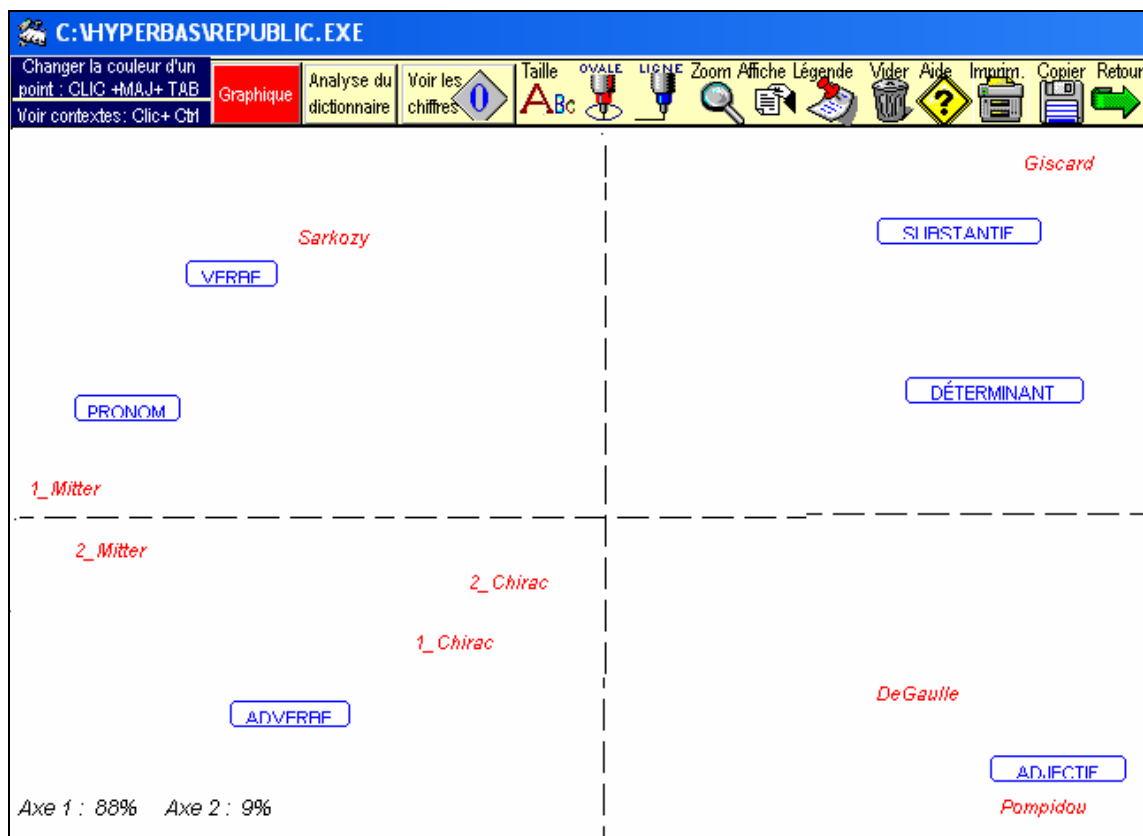 C:\HYPERBAS\REPUBLIC.EXE
Changer la couleur d'un
point : CLIC +MAJ+ TAB
Voir contextes: Clic+ Ctrl
Graphique
Analyse du
dictionnaire
Voir les
chiffres
0
Taille
ABc
OVALE
LIGNE
Zoom
Affiche
Légende
Vider
Aide
?
Imprim.
Copier
Retour
Giscard
SUBSTANTIF
Sarkozy
VERBE
DÉTERMINANT
PRONOM
1_Mitter
2_Mitter
2_Chirac
1_Chirac
DeGaulle
ADVERBE
ADJECTIF
Axe 1 : 88% Axe 2 : 9%
Pompidou